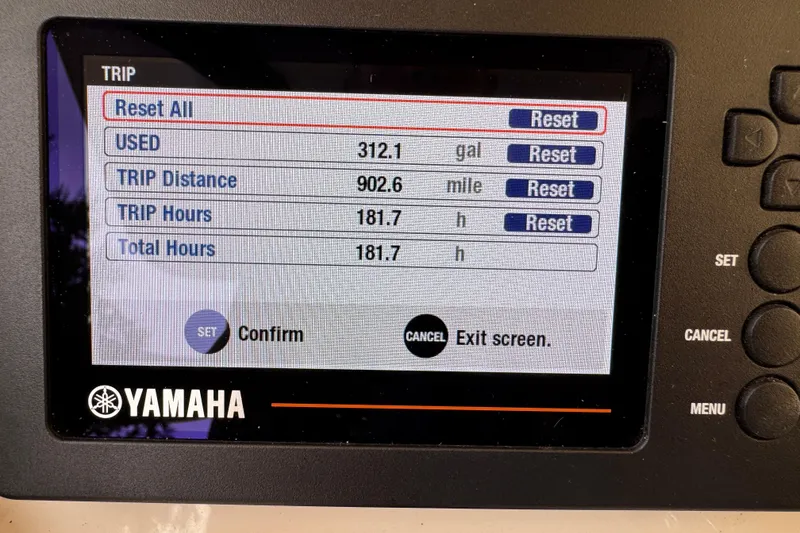 TRIP
Reset All Reset
USED 312.1 gal Reset
TRIP Distance 902.6 mile Reset
TRIP Hours 181.7 h Reset
Total Hours 181.7 h
SET Confirm CANCEL Exit screen.
YAMAHA
SET
CANCEL
MENU